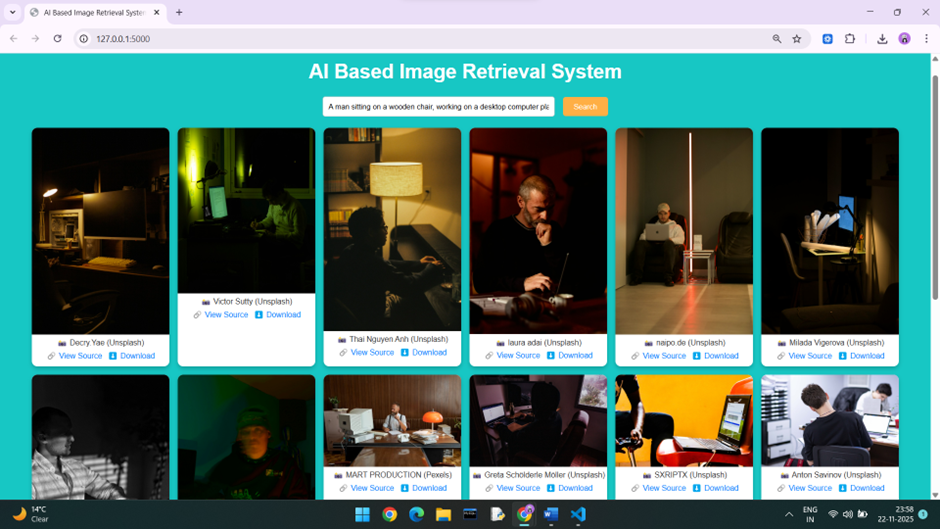 AI Based Image Retrieval System
127.0.0.1:5000
AI Based Image Retrieval System
A man sitting on a wooden chair, working on a desktop computer pla
Search
Decry.Yae (Unsplash)
View Source Download
Victor Sutty (Unsplash)
View Source Download
Thai Nguyen Anh (Unsplash)
View Source Download
laura adai (Unsplash)
View Source Download
naipo.de (Unsplash)
View Source Download
Milada Vigerova (Unsplash)
View Source Download
MART PRODUCTION (Pexels)
View Source Download
Greta Schölderle Möller (Unsplash)
View Source Download
SXRIPTX (Unsplash)
View Source Download
Anton Savinov (Unsplash)
View Source Download
14°C
Clear
ENG
IN
23:58
22-11-2025
1